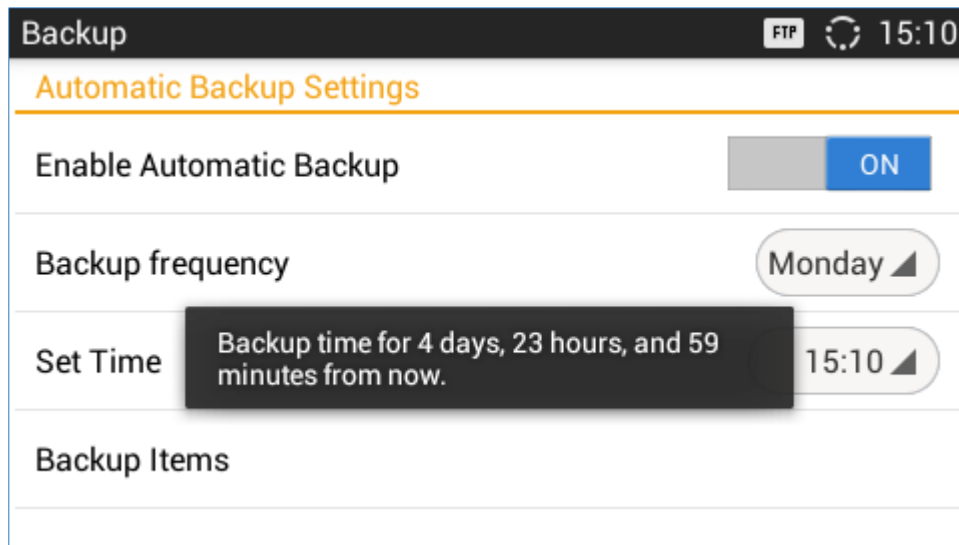 Backup FTP 15:10
Automatic Backup Settings
Enable Automatic Backup ON
Backup frequency Monday
Set Time 15:10
Backup time for 4 days, 23 hours, and 59
minutes from now.
Backup Items